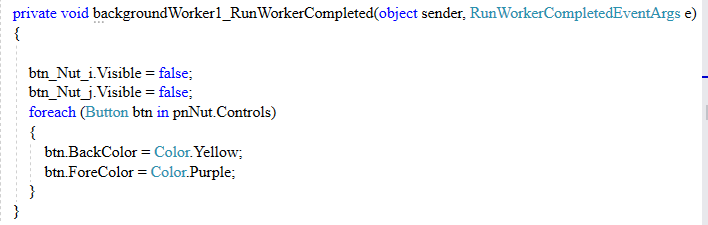 private void backgroundWorker1_RunWorkerCompleted(object sender, RunWorkerCompletedEventArgs e)
{
btn_Nut_i.Visible = false;
btn_Nut_j.Visible = false;
foreach (Button btn in pnNut.Controls)
{
btn.BackColor = Color.Yellow;
btn.ForeColor = Color.Purple;
}
}